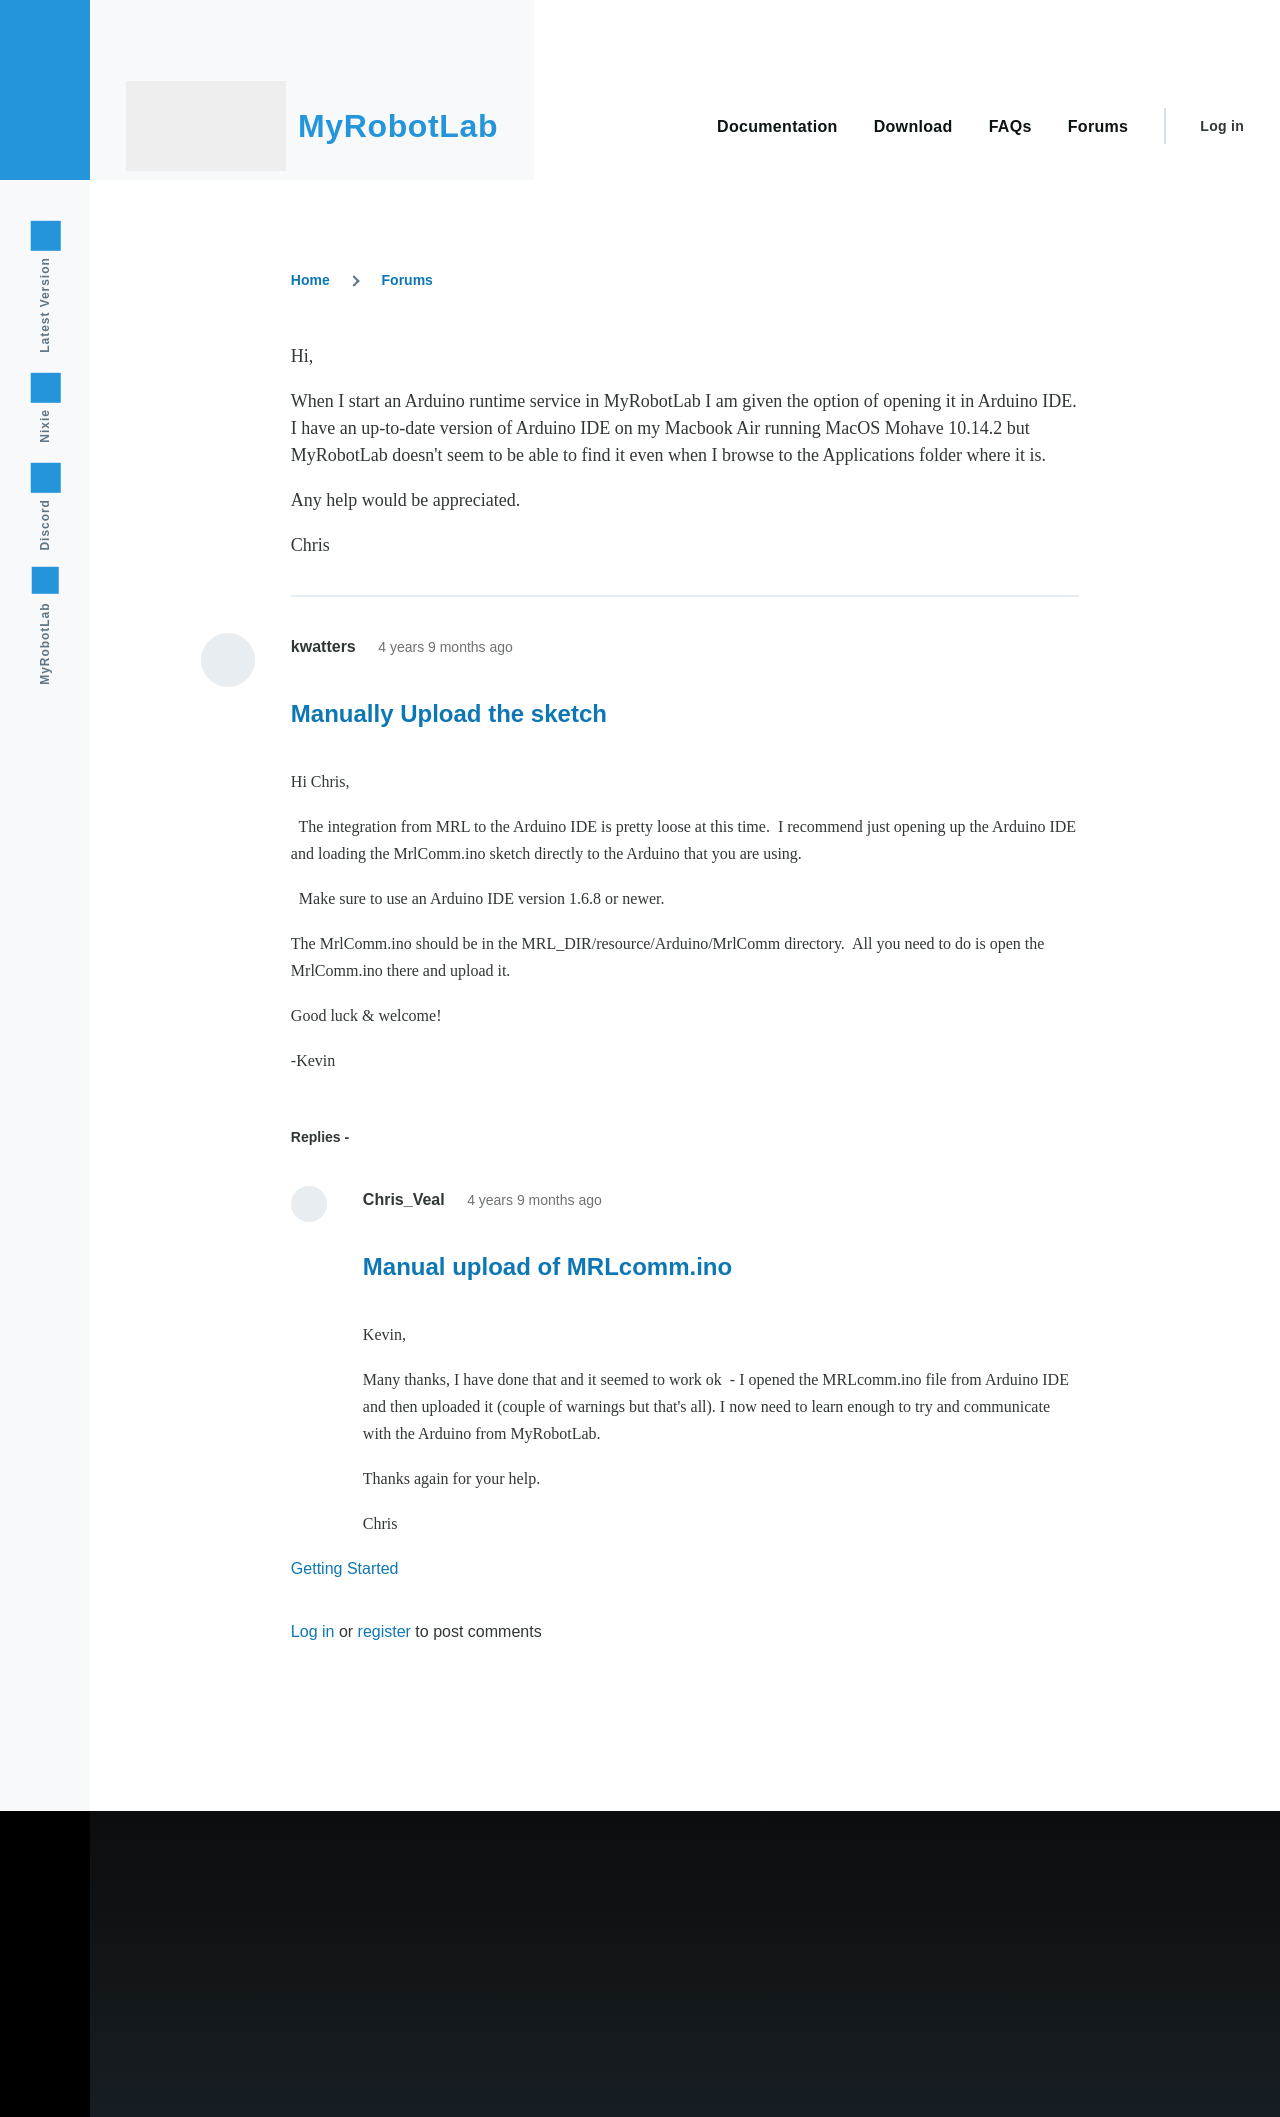 MyRobotLab
Documentation
Download
FAQs
Forums
Log in
Latest Version
Nixie
Discord
MyRobotLab
Home
Forums
Hi,
When I start an Arduino runtime service in MyRobotLab I am given the option of opening it in Arduino IDE.
I have an up-to-date version of Arduino IDE on my Macbook Air running MacOS Mohave 10.14.2 but
MyRobotLab doesn't seem to be able to find it even when I browse to the Applications folder where it is.
Any help would be appreciated.
Chris
kwatters 4 years 9 months ago
Manually Upload the sketch
Hi Chris,
The integration from MRL to the Arduino IDE is pretty loose at this time.  I recommend just opening up the Arduino IDE
and loading the MrlComm.ino sketch directly to the Arduino that you are using.
Make sure to use an Arduino IDE version 1.6.8 or newer.
The MrlComm.ino should be in the MRL_DIR/resource/Arduino/MrlComm directory.  All you need to do is open the
MrlComm.ino there and upload it.
Good luck & welcome!
-Kevin
Replies -
Chris_Veal 4 years 9 months ago
Manual upload of MRLcomm.ino
Kevin,
Many thanks, I have done that and it seemed to work ok  - I opened the MRLcomm.ino file from Arduino IDE
and then uploaded it (couple of warnings but that's all). I now need to learn enough to try and communicate
with the Arduino from MyRobotLab.
Thanks again for your help.
Chris
Getting Started
Log in or register to post comments